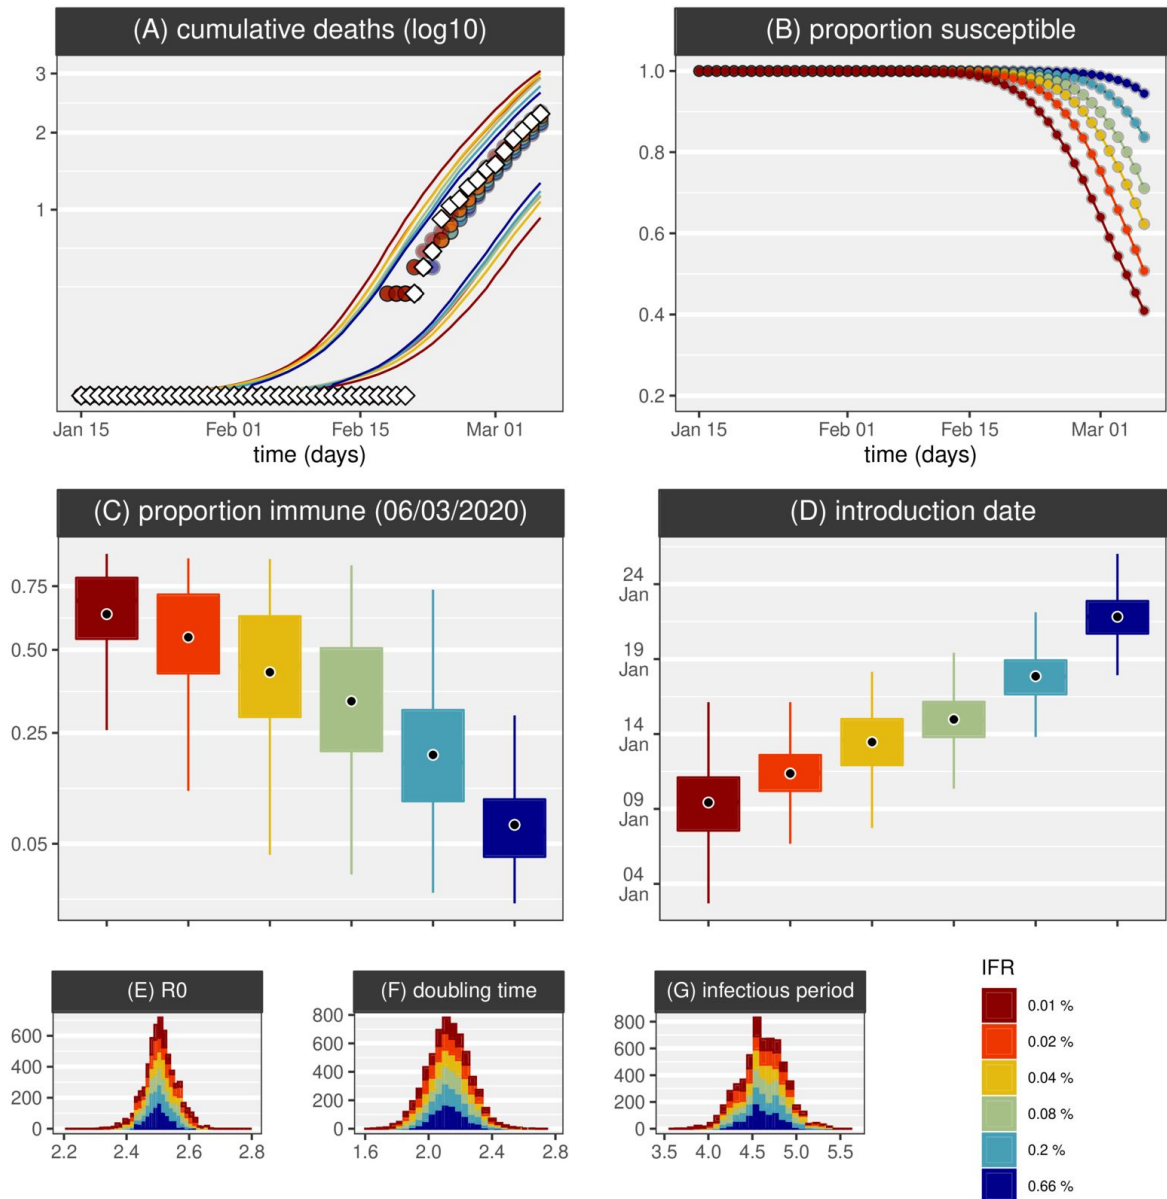 (A) cumulative deaths (log10)
(B) proportion susceptible
3
2
1
1.0
0.8
0.6
0.4
0.2
Jan 15
Feb 01
Feb 15
Mar 01
Jan 15
Feb 01
Feb 15
Mar 01
time (days)
time (days)
(C) proportion immune (06/03/2020)
(D) introduction date
0.75
0.50
0.25
0.05
24
Jan
19
Jan
14
Jan
09
Jan
04
Jan
(E) R0
(F) doubling time
(G) infectious period
600
400
200
0
2.2
2.4
2.6
2.8
800
600
400
200
0
1.6
2.0
2.4
2.8
800
600
400
200
0
3.5
4.0
4.5
5.0
5.5
IFR
0.01 %
0.02 %
0.04 %
0.08 %
0.2 %
0.66 %